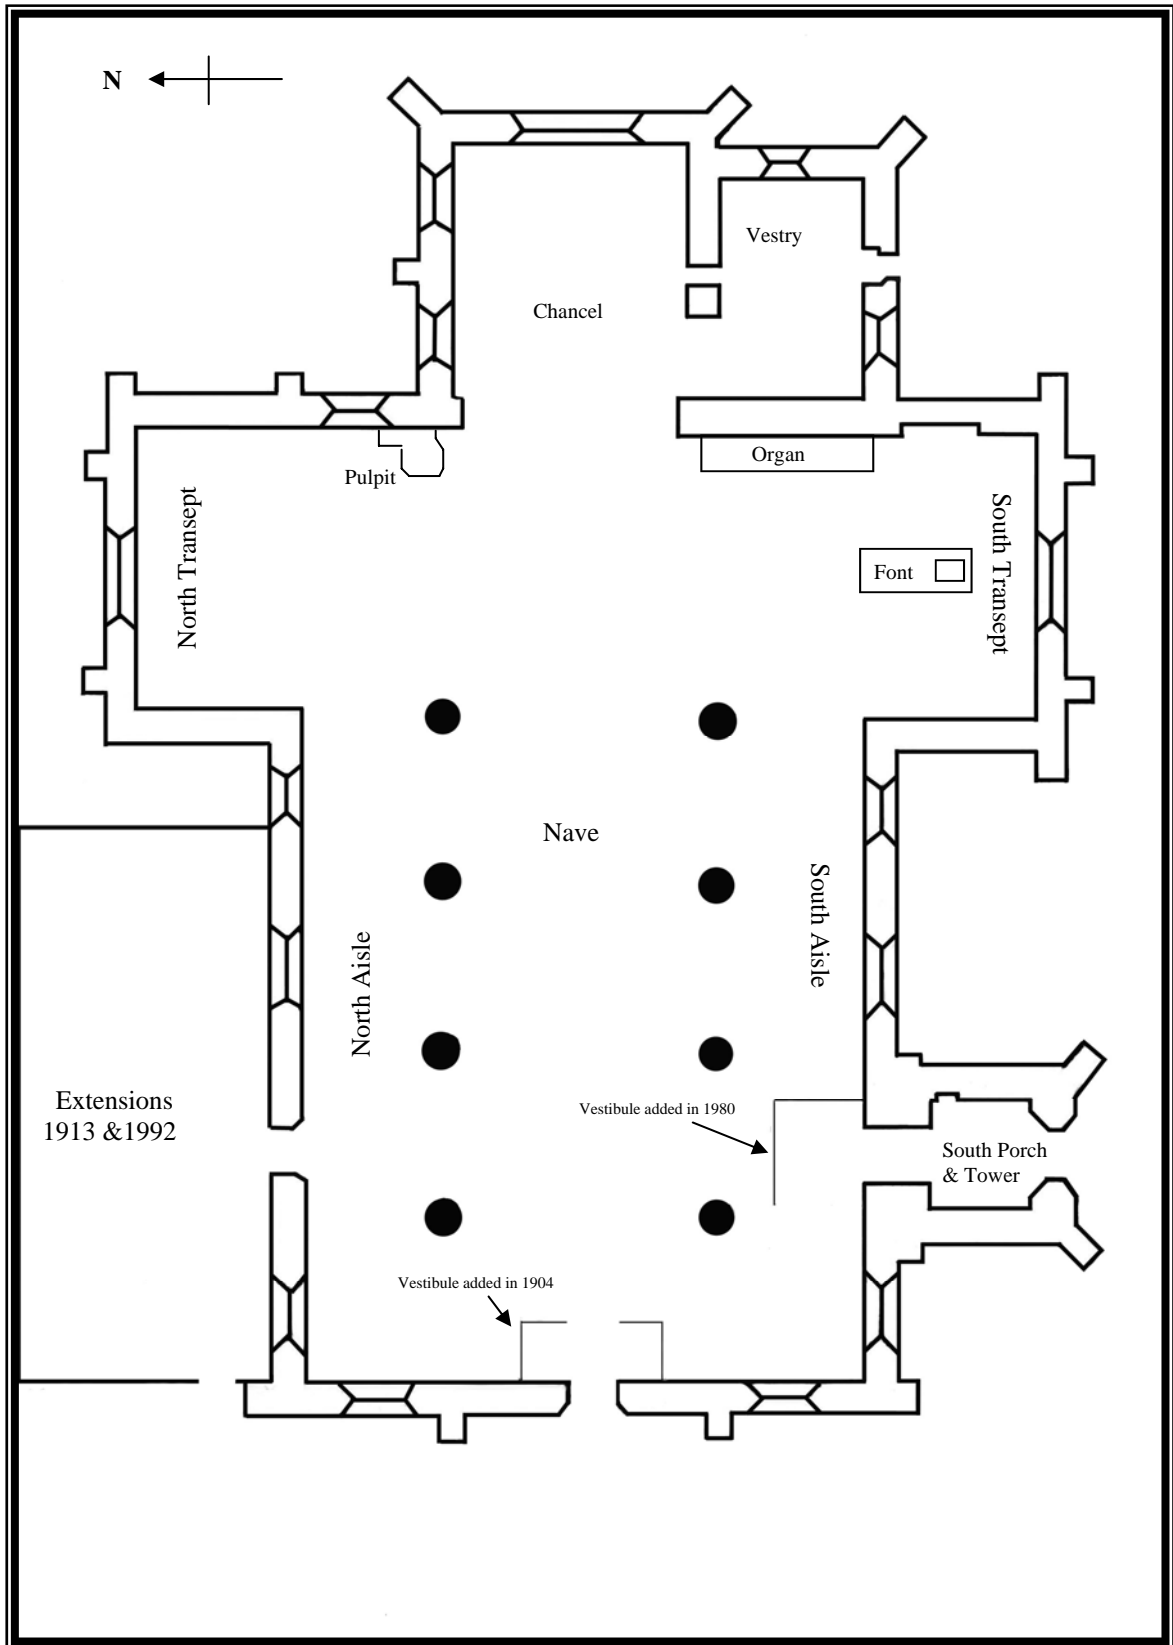 N
Vestry
Chancel
Organ
Pulpit
North Transept
South Transept
Font
Nave
South Aisle
North Aisle
Extensions
1913 &1992
Vestibule added in 1980
South Porch
& Tower
Vestibule added in 1904